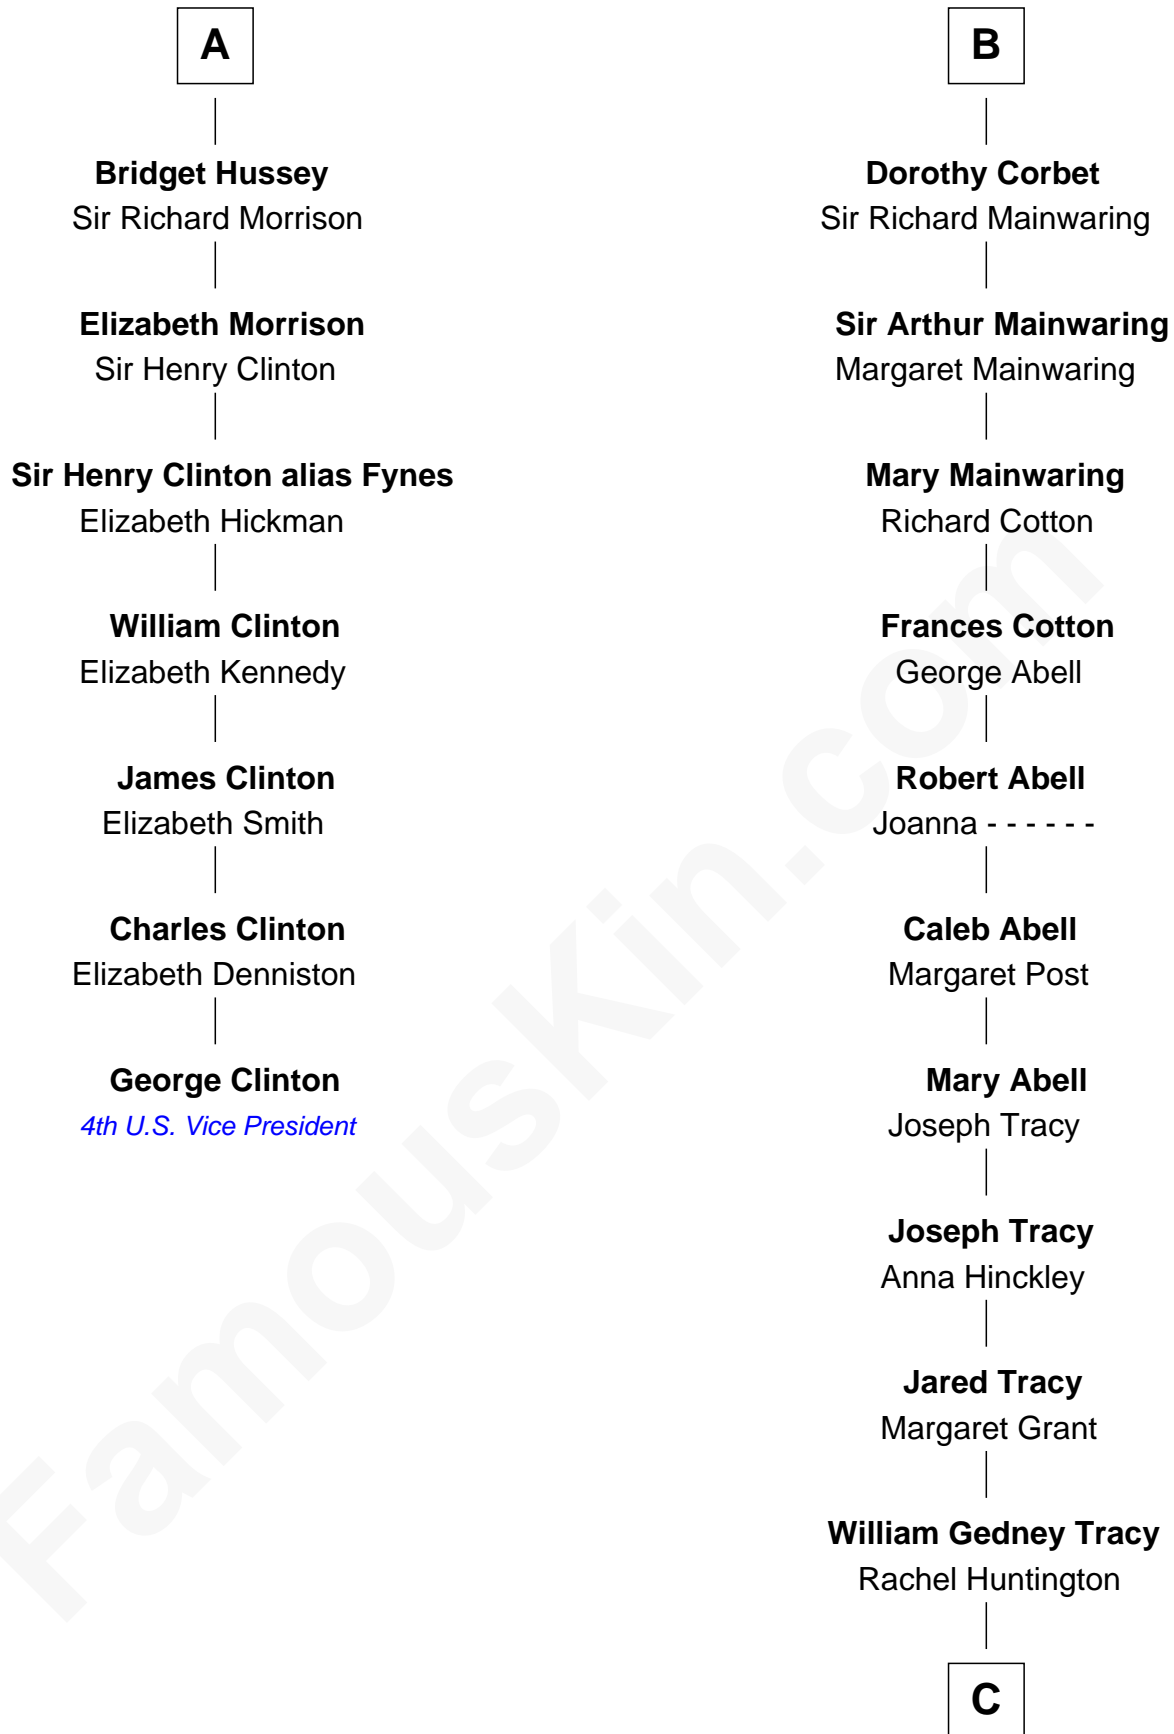 A
Bridget Hussey
Sir Richard Morrison
Elizabeth Morrison
Sir Henry Clinton
Sir Henry Clinton alias Fynes
Elizabeth Hickman
William Clinton
Elizabeth Kennedy
James Clinton
Elizabeth Smith
Charles Clinton
Elizabeth Denniston
George Clinton
4th U.S. Vice President
B
Dorothy Corbet
Sir Richard Mainwaring
Sir Arthur Mainwaring
Margaret Mainwaring
Mary Mainwaring
Richard Cotton
Frances Cotton
George Abell
Robert Abell
Joanna - - - - - -
Caleb Abell
Margaret Post
Mary Abell
Joseph Tracy
Joseph Tracy
Anna Hinckley
Jared Tracy
Margaret Grant
William Gedney Tracy
Rachel Huntington
C
FamousKin.com